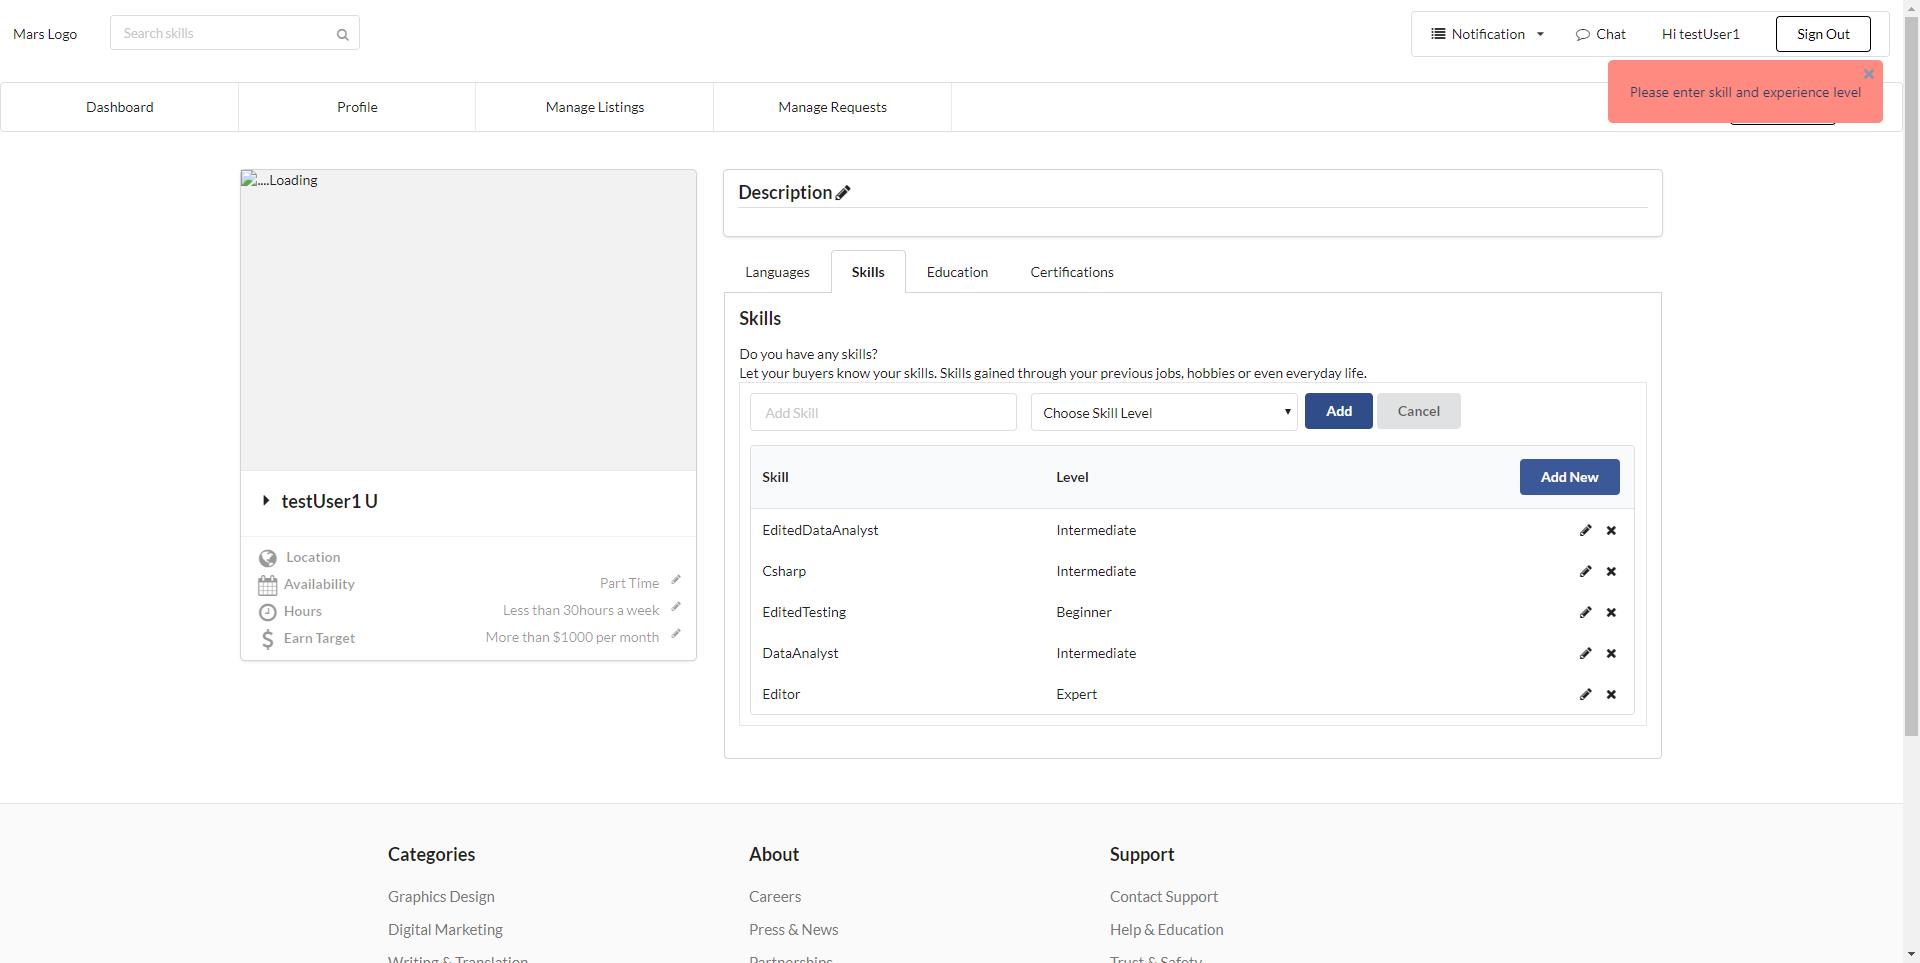 Mars Logo
Search skills
Notification
Chat
Hi testUser1
Sign Out
Please enter skill and experience level
Dashboard
Profile
Manage Listings
Manage Requests
....Loading
testUser1 U
Location
Availability
Part Time
Hours
Less than 30hours a week
Earn Target
More than $1000 per month
Description
Languages
Skills
Education
Certifications
Skills
Do you have any skills?
Let your buyers know your skills. Skills gained through your previous jobs, hobbies or even everyday life.
Add Skill
Choose Skill Level
Add
Cancel
Skill
Level
Add New
EditedDataAnalyst
Intermediate
Csharp
Intermediate
EditedTesting
Beginner
DataAnalyst
Intermediate
Editor
Expert
Categories
About
Support
Graphics Design
Careers
Contact Support
Digital Marketing
Press & News
Help & Education
Writing & Translation
Partnerships
Trust & Safety